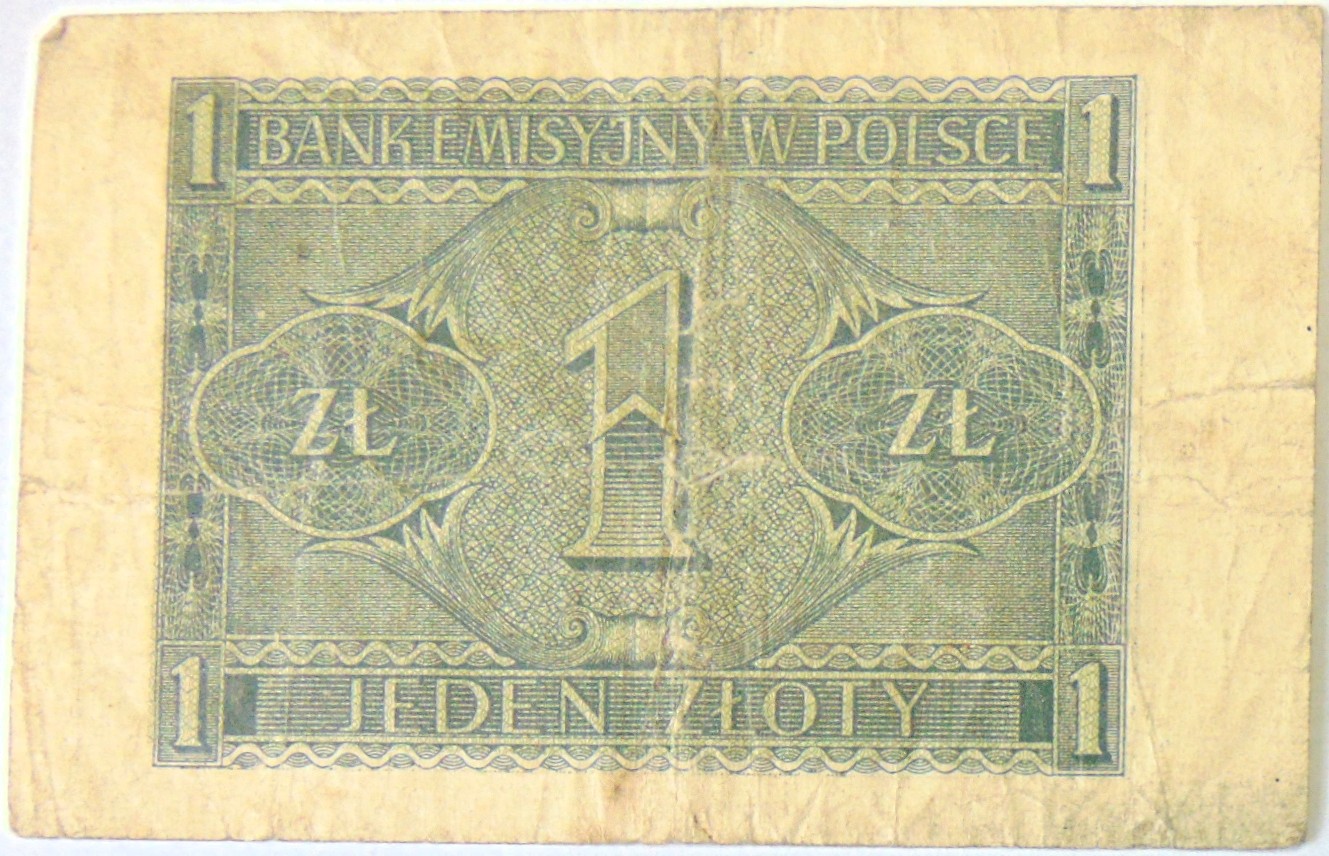 1 BANK EMISYJNY W POLSCE 1
ZŁ 1 ZŁ
1 JEDEN ZŁOTY 1